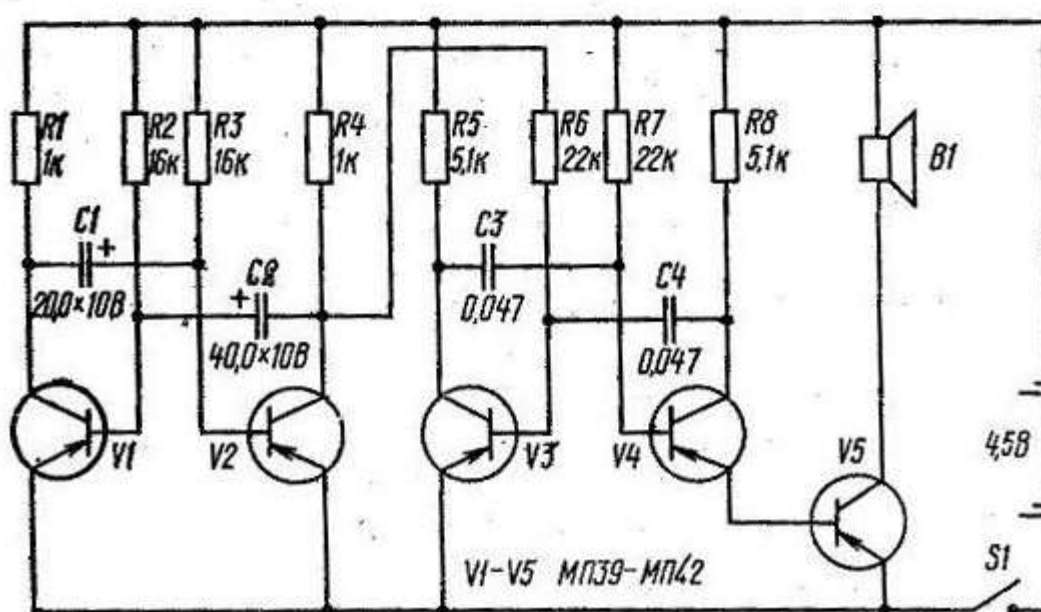 R1
1к
R2
16к
R3
16к
R4
1к
R5
5,1к
R6
22к
R7
22к
R8
5,1к
B1
C1
+
20,0×10В
+
C2
40,0×10В
C3
0,047
C4
0,047
V1
V2
V3
V4
V5
4,5В
S1
V1-V5 МП39-МП42